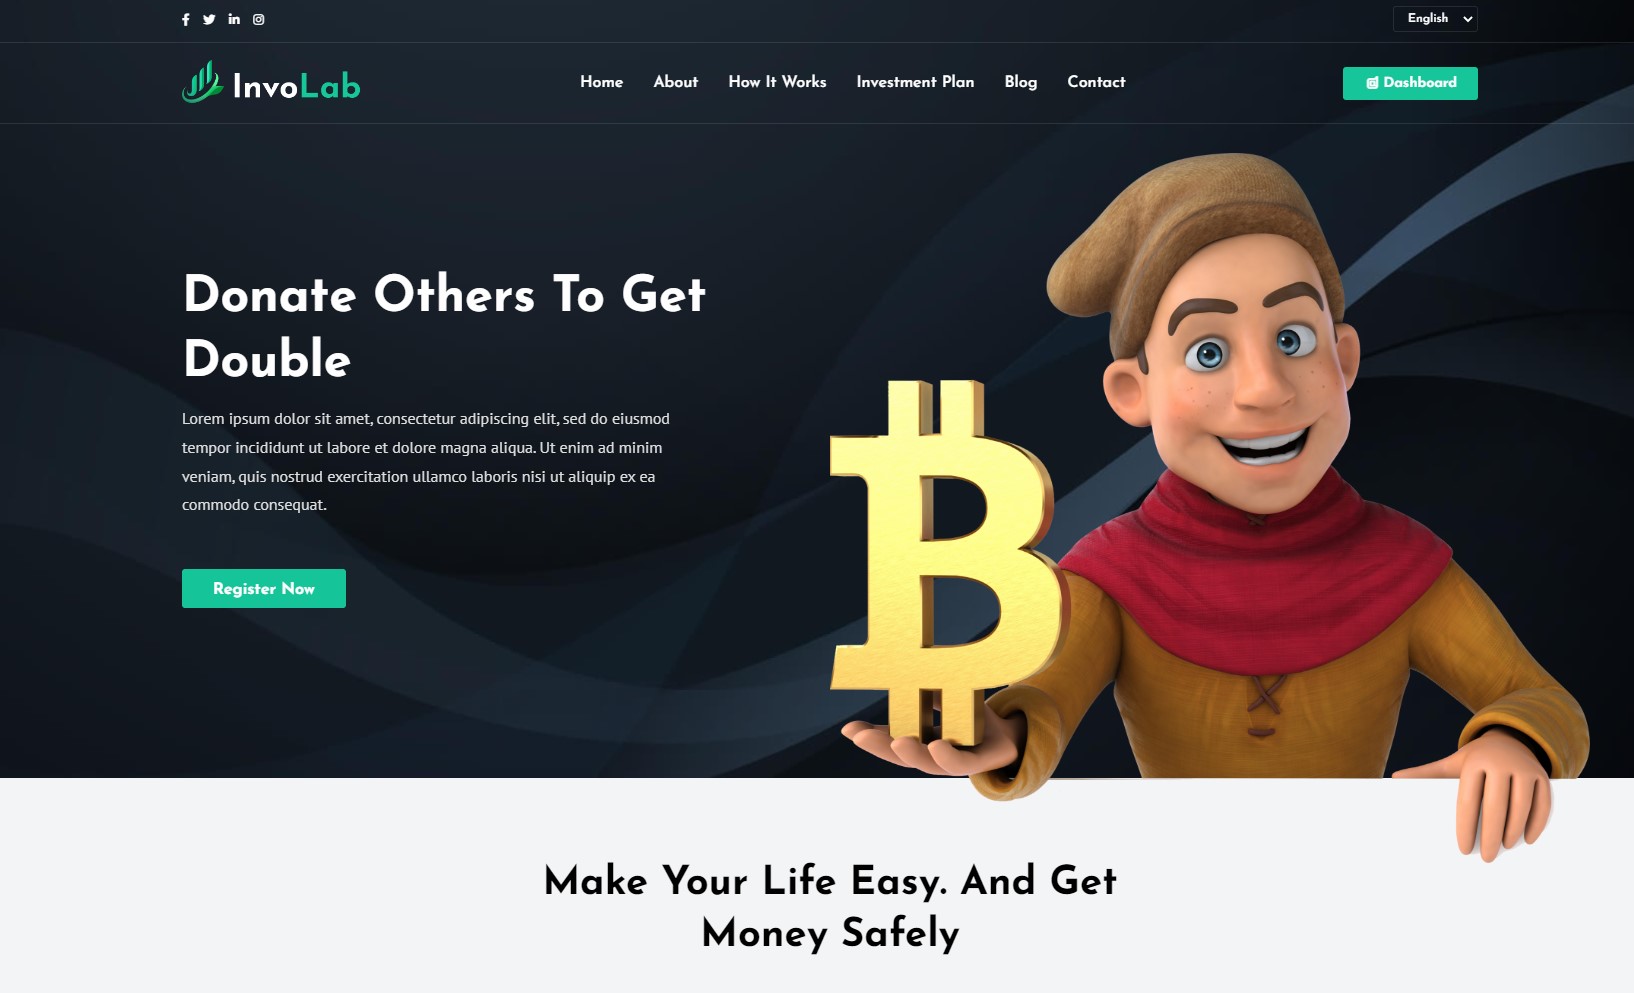 English
InvoLab
Home About How It Works Investment Plan Blog Contact
Dashboard
Donate Others To Get
Double
Lorem ipsum dolor sit amet, consectetur adipiscing elit, sed do eiusmod
tempor incididunt ut labore et dolore magna aliqua. Ut enim ad minim
veniam, quis nostrud exercitation ullamco laboris nisi ut aliquip ex ea
commodo consequat.
Register Now
Make Your Life Easy. And Get
Money Safely